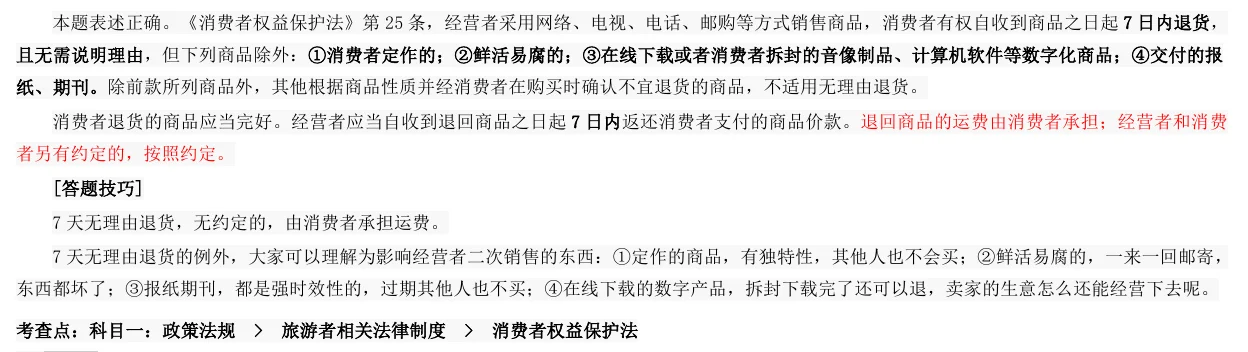 本题表述正确。《消费者权益保护法》第 25 条，经营者采用网络、电视、电话、邮购等方式销售商品，消费者有权自收到商品之日起 7 日内退货，
且无需说明理由，但下列商品除外：①消费者定作的；②鲜活易腐的；③在线下载或者消费者拆封的音像制品、计算机软件等数字化商品；④交付的报
纸、期刊。除前款所列商品外，其他根据商品性质并经消费者在购买时确认不宜退货的商品，不适用无理由退货。
消费者退货的商品应当完好。经营者应当自收到退回商品之日起 7 日内返还消费者支付的商品价款。退回商品的运费由消费者承担；经营者和消费
者另有约定的，按照约定。
[答题技巧]
7 天无理由退货，无约定的，由消费者承担运费。
7 天无理由退货的例外，大家可以理解为影响经营者二次销售的东西：①定作的商品，有独特性，其他人也不会买；②鲜活易腐的，一来一回邮寄，
东西都坏了；③报纸期刊，都是强时效性的，过期其他人也不买；④在线下载的数字产品，拆封下载完了还可以退，卖家的生意怎么还能经营下去呢。
考查点：科目一：政策法规 > 旅游者相关法律制度 > 消费者权益保护法